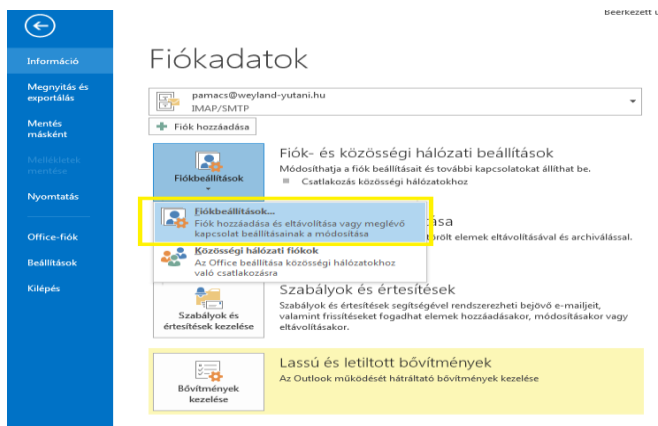 Beérkezett ü
Információ
Megnyitás és
exportálás
Mentés
másként
Mellékletek
mentése
Nyomtatás
Office-fiók
Beállítások
Kilépés
Fiókadatok
pamacs@weyland-yutani.hu
IMAP/SMTP
Fiók hozzáadása
Fiókbeállítások
Fiók- és közösségi hálózati beállítások
Módosíthatja a fiók beállításait és további kapcsolatokat állíthat be.
Csatlakozás közösségi hálózatokhoz
Fiókbeállítások...
Fiók hozzáadása és eltávolítása vagy meglévő
kapcsolat beállításainak a módosítása
Közösségi hálózati fiókok
Az Office beállítása közösségi hálózatokhoz
való csatlakozásra
ása
örölt elemek eltávolításával és archiválással.
Szabályok és
értesítések kezelése
Szabályok és értesítések
Szabályok és értesítések segítségével rendszerezheti bejövő e-mailjeit,
valamint frissítéseket fogadhat elemek hozzáadásakor, módosításakor vagy
eltávolításakor.
Bővítmények
kezelése
Lassú és letiltott bővítmények
Az Outlook működését hátráltató bővítmények kezelése